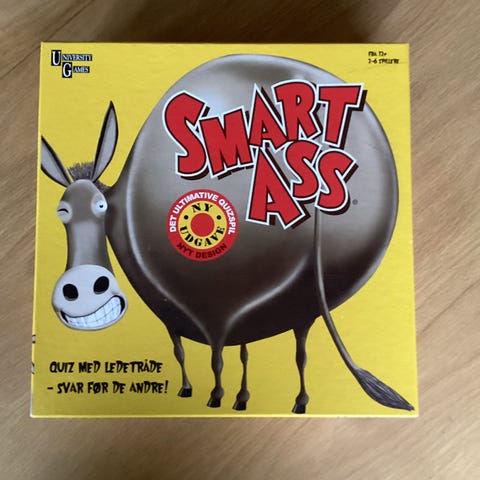 UNIVERSITY
GAMES
FRA 12+
2-6 SPILLERE
SMART
ASS
®
DET ULTIMATIVE QUIZSPIL
NY
UDGAVE
NYT DESIGN
QUIZ MED LEDETRÅDE
- SVAR FØR DE ANDRE!